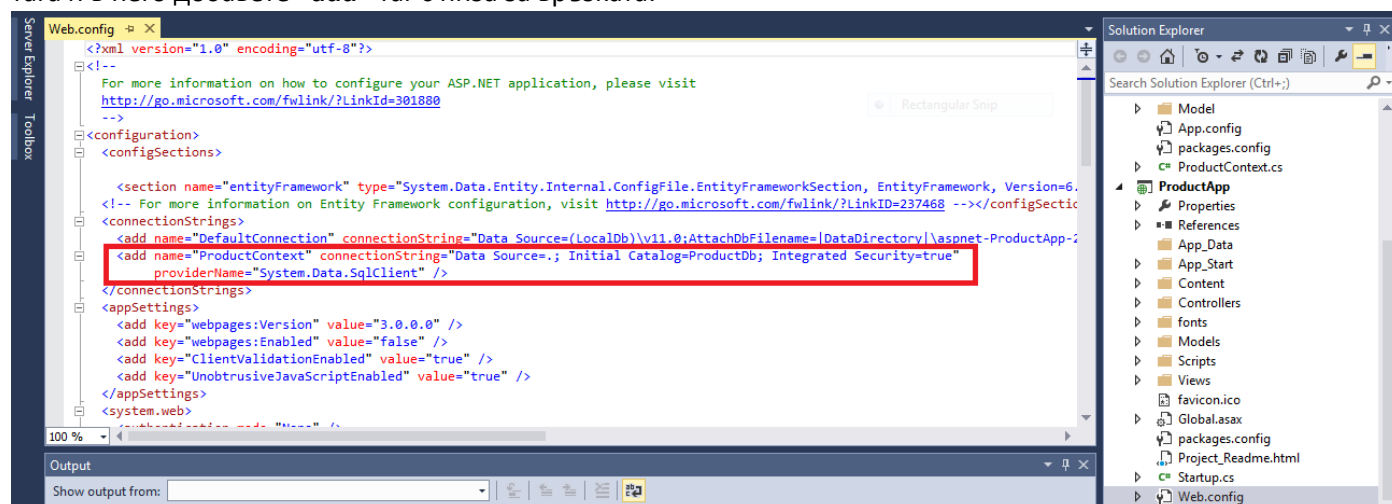 Web.config
Server Explorer
Toolbox
<?xml version="1.0" encoding="utf-8"?>
<!--
For more information on how to configure your ASP.NET application, please visit
http://go.microsoft.com/fwlink/?LinkId=301880
-->
Rectangular Snip
<configuration>
<configSections>
<section name="entityFramework" type="System.Data.Entity.Internal.ConfigFile.EntityFrameworkSection, EntityFramework, Version=6.
<!-- For more information on Entity Framework configuration, visit http://go.microsoft.com/fwlink/?LinkID=237468 --></configSectic
<connectionStrings>
<add name="DefaultConnection" connectionString="Data Source=(LocalDb)\v11.0;AttachDbFilename=|DataDirectory|\aspnet-ProductApp-2
<add name="ProductContext" connectionString="Data Source=.; Initial Catalog=ProductDb; Integrated Security=true"
providerName="System.Data.SqlClient" />
</connectionStrings>
<appSettings>
<add key="webpages:Version" value="3.0.0.0" />
<add key="webpages:Enabled" value="false" />
<add key="ClientValidationEnabled" value="true" />
<add key="UnobtrusiveJavaScriptEnabled" value="true" />
</appSettings>
<system.web>
100 %
Output
Show output from:
Solution Explorer
Search Solution Explorer (Ctrl+;)
Model
App.config
packages.config
C# ProductContext.cs
ProductApp
Properties
References
App_Data
App_Start
Content
Controllers
fonts
Models
Scripts
Views
favicon.ico
Global.asax
packages.config
Project_Readme.html
C# Startup.cs
Web.config